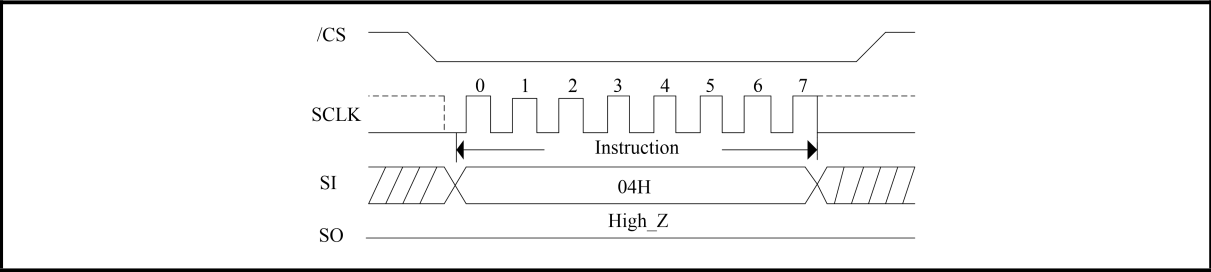 /CS
0 1 2 3 4 5 6 7
SCLK
Instruction
SI
04H
High_Z
SO